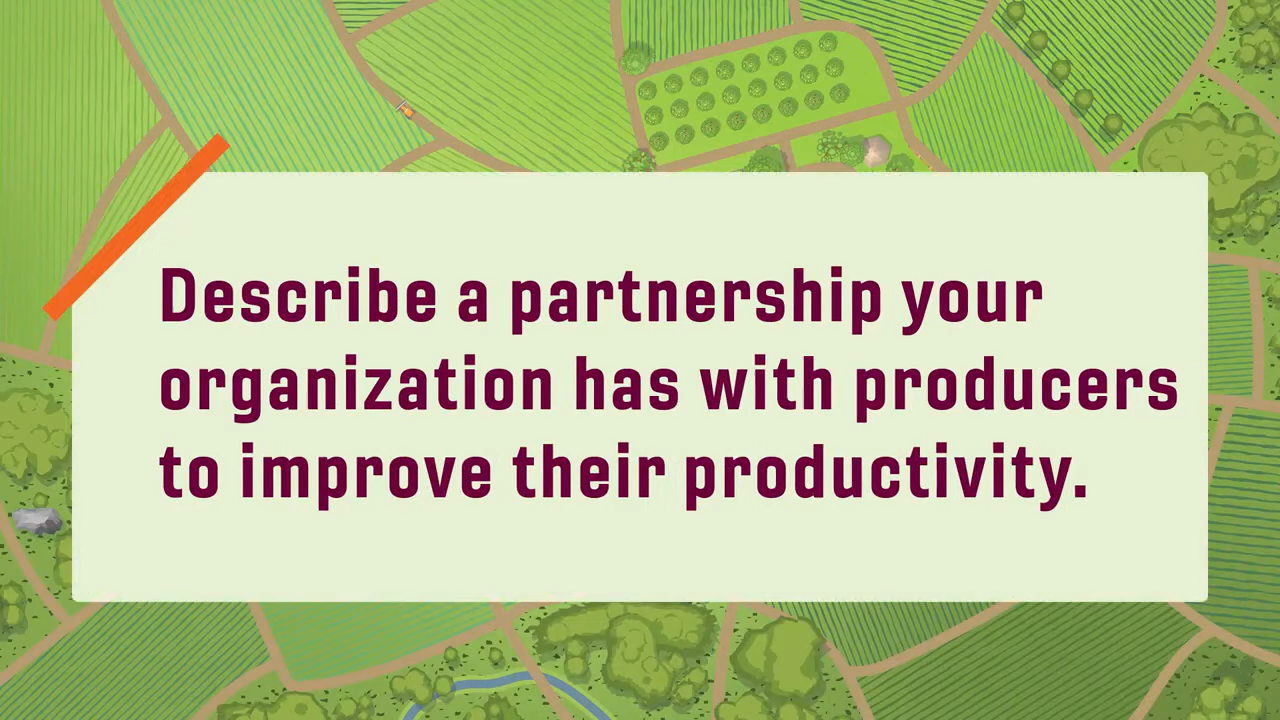 Describe a partnership your
organization has with producers
to improve their productivity.